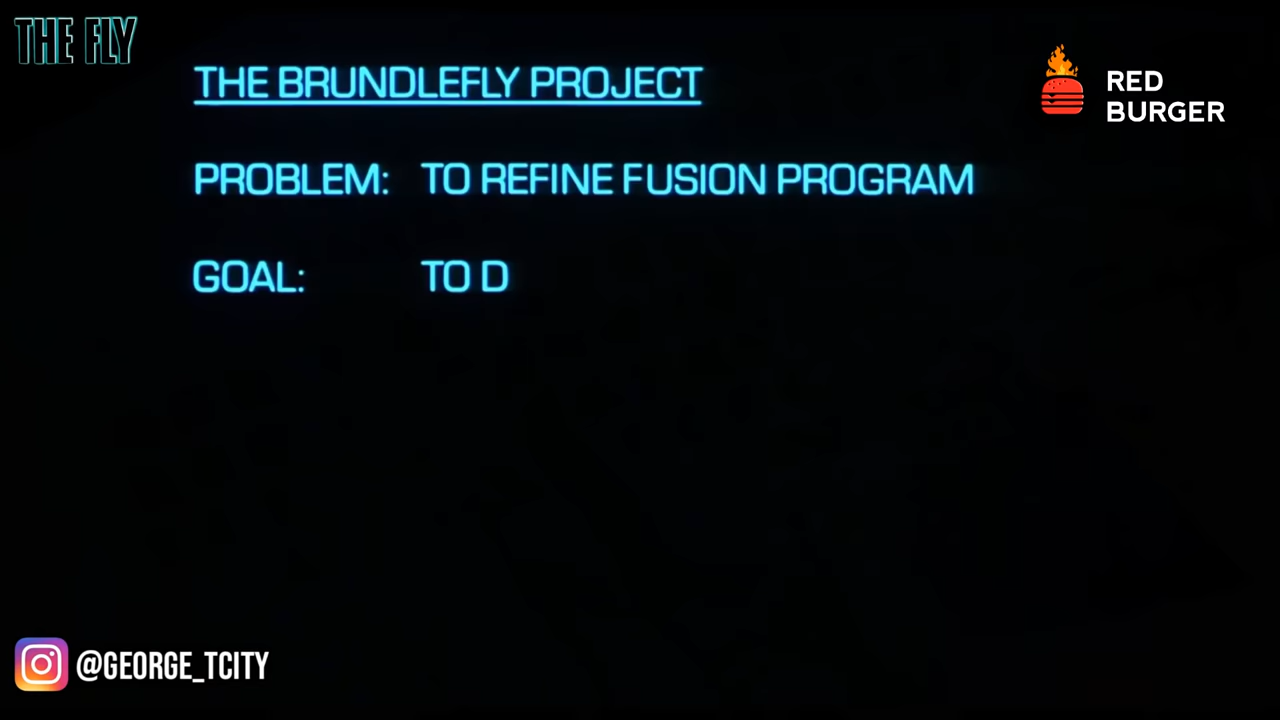 THE FLY
THE BRUNDLEFLY PROJECT
RED
BURGER
PROBLEM: TO REFINE FUSION PROGRAM
GOAL: TO D
@GEORGE_TCITY